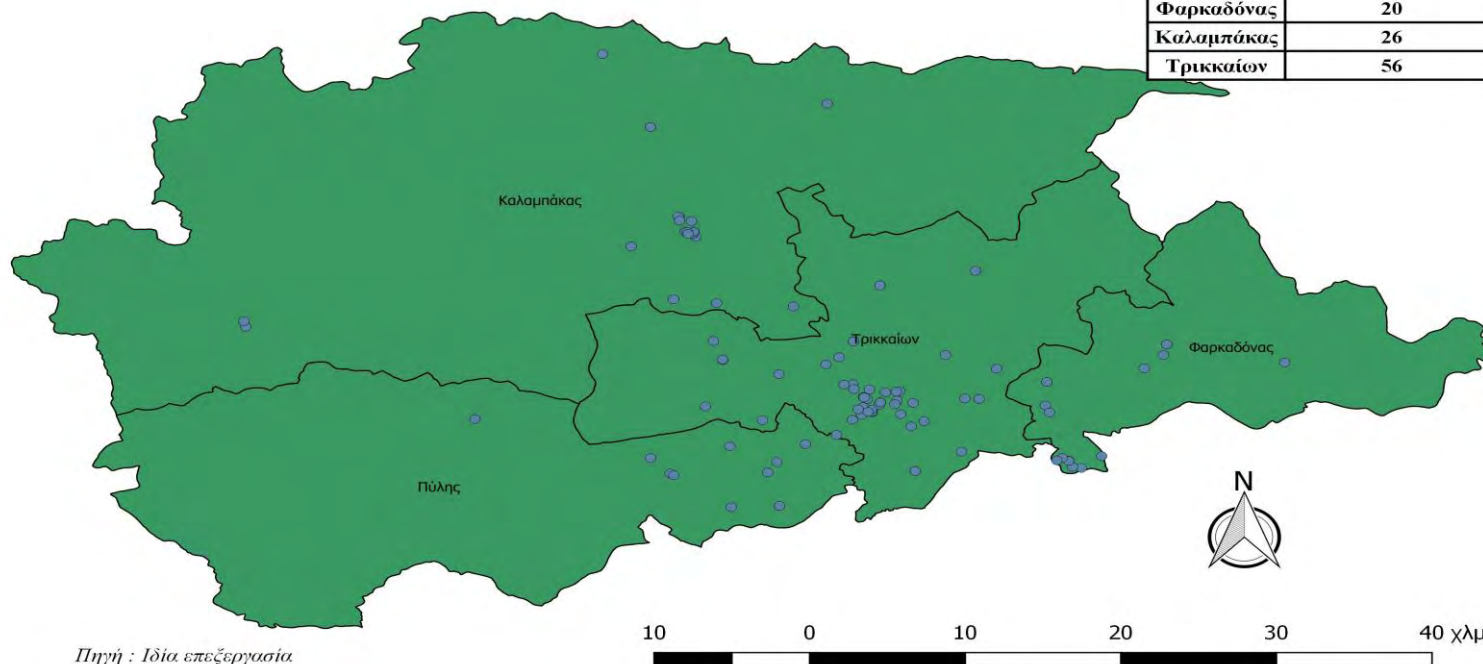 Φαρκαδόνας 20
Καλαμπάκας 26
Τρικκαίων 56
Καλαμπάκας
Τρικκαίων
Φαρκαδόνας
Πύλης
N
10 0 10 20 30 40 χλμ
Πηγή : Ιδία επεξεργασία